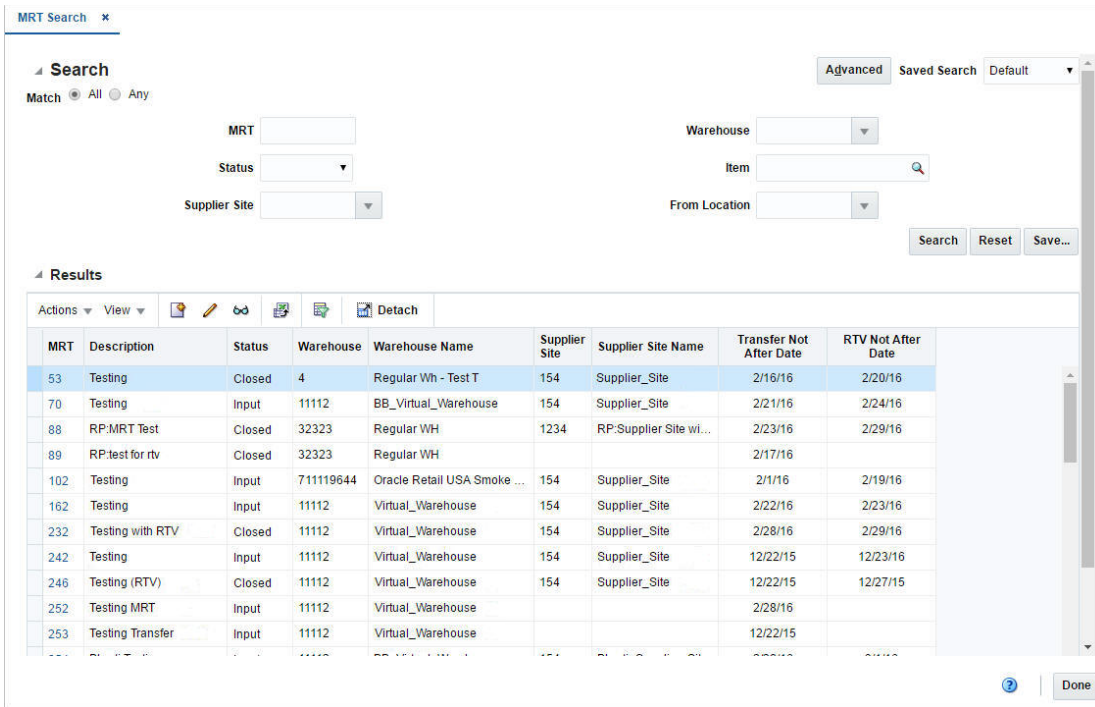 MRT Search ×
Search
Advanced Saved Search Default
Match All Any
MRT Warehouse
Status Item
Supplier Site From Location
Search Reset Save...
Results
Actions View Detach
MRT Description Status Warehouse Warehouse Name Supplier Site Supplier Site Name Transfer Not After Date RTV Not After Date
53 Testing Closed 4 Regular Wh - Test T 154 Supplier_Site 2/16/16 2/20/16
70 Testing Input 11112 BB_Virtual_Warehouse 154 Supplier_Site 2/21/16 2/24/16
88 RP:MRT Test Closed 32323 Regular WH 1234 RP:Supplier Site wi... 2/23/16 2/29/16
89 RP:test for rtv Closed 32323 Regular WH 2/17/16
102 Testing Input 711119644 Oracle Retail USA Smoke ... 154 Supplier_Site 2/1/16 2/19/16
162 Testing Input 11112 Virtual_Warehouse 154 Supplier_Site 2/22/16 2/23/16
232 Testing with RTV Closed 11112 Virtual_Warehouse 154 Supplier_Site 2/28/16 2/29/16
242 Testing Input 11112 Virtual_Warehouse 154 Supplier_Site 12/22/15 12/23/16
246 Testing (RTV) Closed 11112 Virtual_Warehouse 154 Supplier_Site 12/22/15 12/27/15
252 Testing MRT Input 11112 Virtual_Warehouse 2/28/16
253 Testing Transfer Input 11112 Virtual_Warehouse 12/22/15
Done